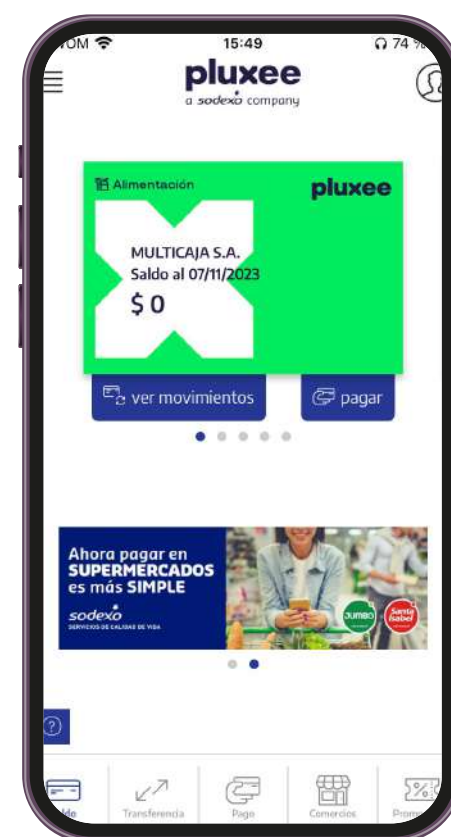 15:49
74 %
pluxee
a sodexo company
Alimentación
pluxee
MULTICAJA S.A.
Saldo al 07/11/2023
$ 0
ver movimientos
pagar
Ahora pagar en
SUPERMERCADOS
es más SIMPLE
sodexo
SERVICIOS DE CALIDAD DE VIDA
JUMBO
Santa
Isabel
?
Transferencia
Pago
Comercios